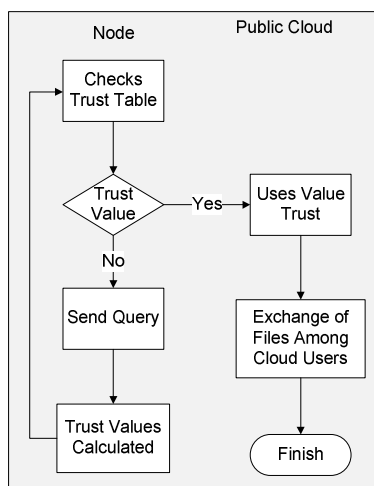 Node
Public Cloud
Checks
Trust Table
Trust
Value
Yes
Uses Value
Trust
No
Send Query
Exchange of
Files Among
Cloud Users
Trust Values
Calculated
Finish